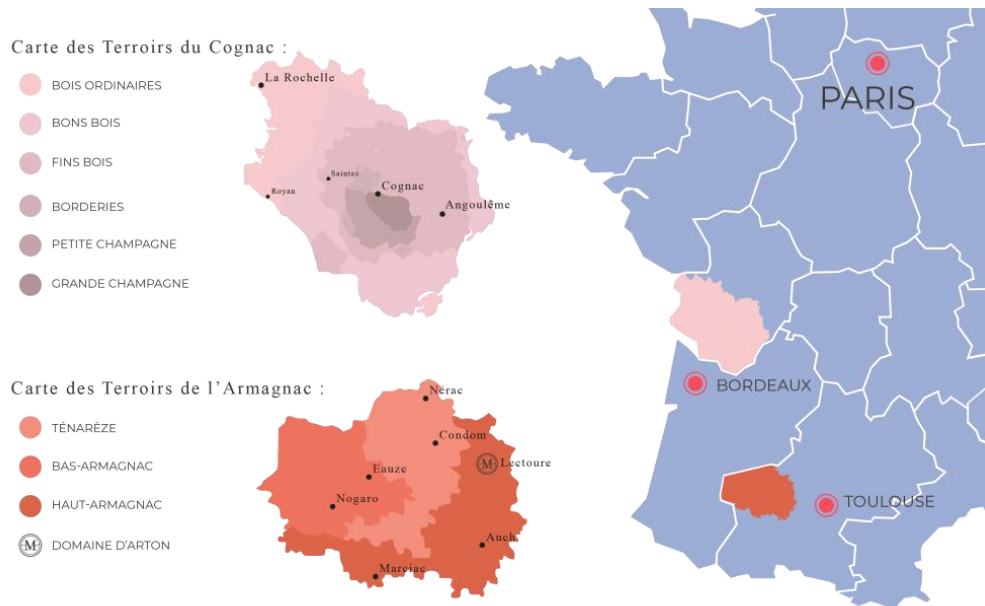 Carte des Terroirs du Cognac :
BOIS ORDINAIRES
BONS BOIS
FINS BOIS
BORDERIES
PETITE CHAMPAGNE
GRANDE CHAMPAGNE
La Rochelle
Saintes
Royan
Cognac
Angoulême
Carte des Terroirs de l’Armagnac :
TÉNARÈZE
BAS-ARMAGNAC
HAUT-ARMAGNAC
M DOMAINE D’ARTON
Nérac
Condom
M Lectoure
Eauze
Nogaro
Auch
Marciac
PARIS
BORDEAUX
TOULOUSE